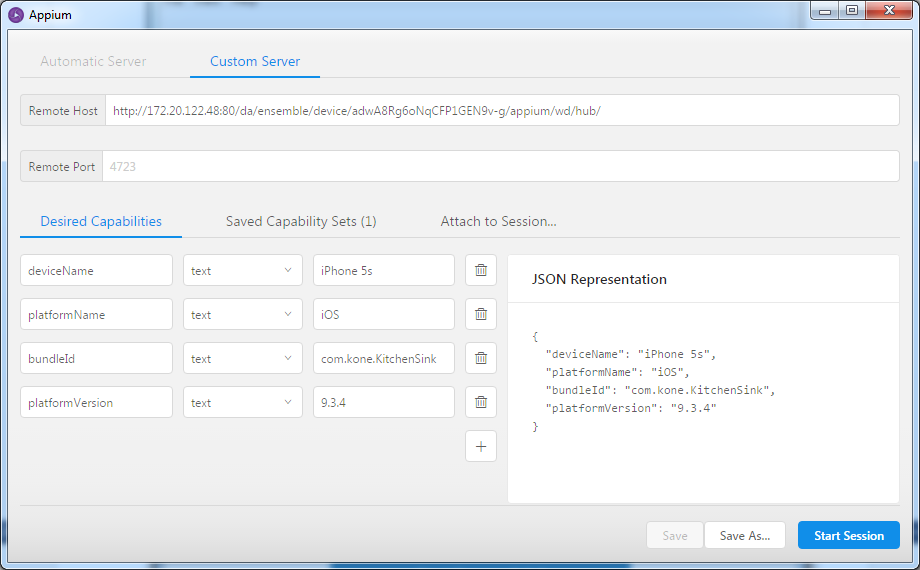 Appium
Automatic Server Custom Server
Remote Host http://172.20.122.48:80/da/ensemble/device/adwA8Rg6oNqCFP1GEN9v-g/appium/wd/hub/
Remote Port 4723
Desired Capabilities Saved Capability Sets (1) Attach to Session...
deviceName text iPhone 5s
platformName text iOS
bundleId text com.kone.KitchenSink
platformVersion text 9.3.4
JSON Representation
{
"deviceName": "iPhone 5s",
"platformName": "iOS",
"bundleId": "com.kone.KitchenSink",
"platformVersion": "9.3.4"
}
Save Save As... Start Session